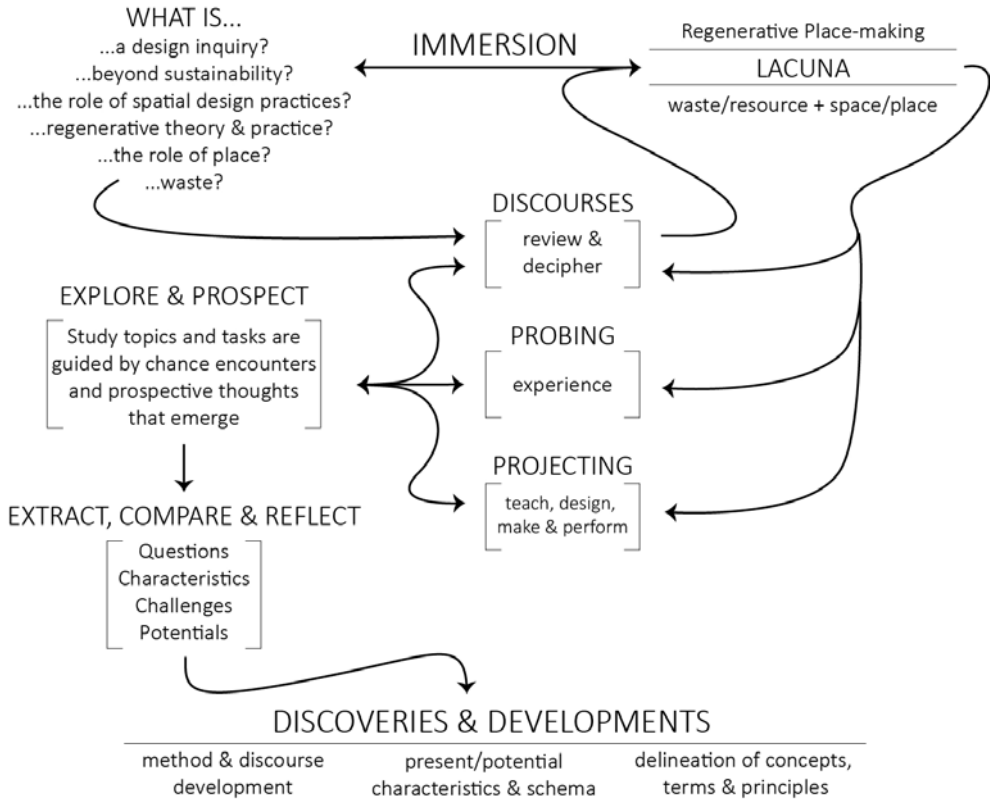 WHAT IS...
...a design inquiry?
...beyond sustainability?
...the role of spatial design practices?
...regenerative theory & practice?
...the role of place?
...waste?
IMMERSION
Regenerative Place-making
LACUNA
waste/resource + space/place
DISCOURSES
review &
decipher
EXPLORE & PROSPECT
Study topics and tasks are
guided by chance encounters
and prospective thoughts
that emerge
PROBING
experience
PROJECTING
teach, design,
make & perform
EXTRACT, COMPARE & REFLECT
Questions
Characteristics
Challenges
Potentials
DISCOVERIES & DEVELOPMENTS
method & discourse
development
present/potential
characteristics & schema
delineation of concepts,
terms & principles